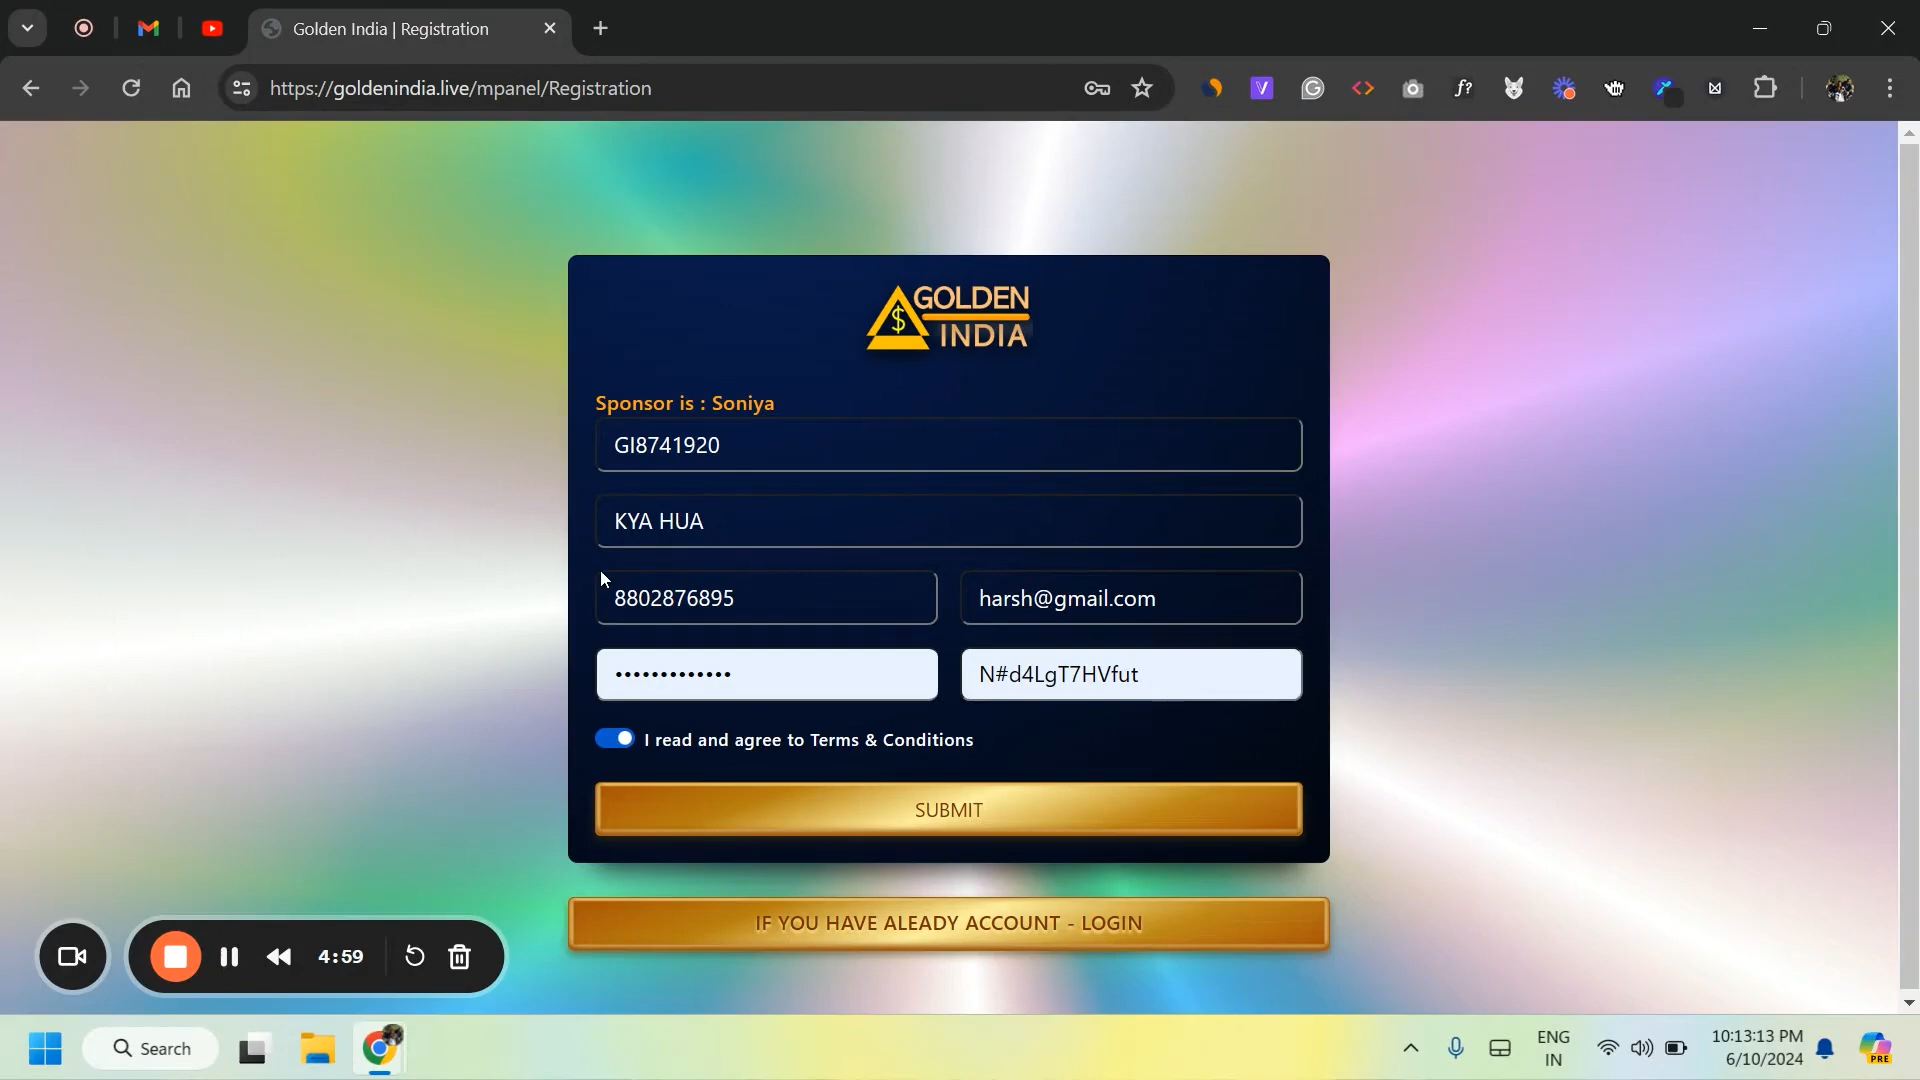 Golden India | Registration
https://goldenindia.live/mpanel/Registration
GOLDEN
INDIA
$
Sponsor is : Soniya
GI8741920
KYA HUA
8802876895
harsh@gmail.com
•••••••••••••
N#d4LgT7HVfut
I read and agree to Terms & Conditions
SUBMIT
IF YOU HAVE ALEADY ACCOUNT - LOGIN
4:59
Search
ENG
IN
10:13:13 PM
6/10/2024
PRE